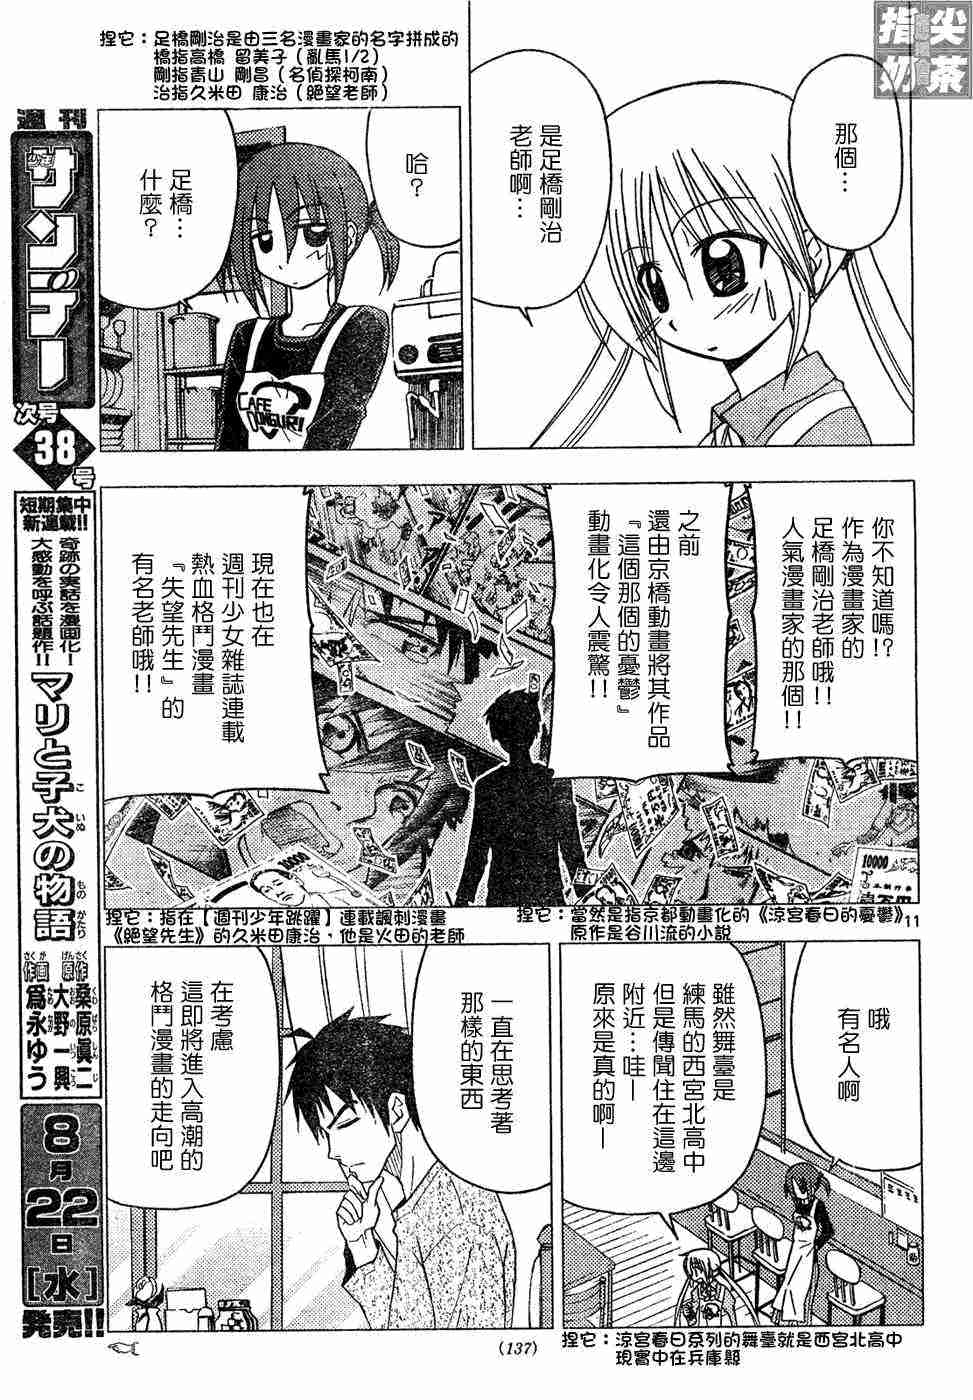 捏它：足橋剛治是由三名漫畫家的名字拼成的
橋指高橋 留美子（亂馬1/2）
剛指青山 剛昌（名偵探柯南）
治指久米田 康治（絕望老師）
指尖
奶茶
那個…
是足橋剛治
老師啊…
哈？
足橋…
什麼？
CAFE
DONGURI
你不知道嗎!?
作為漫畫家的
足橋剛治老師哦!!
人氣漫畫家的那個!!
之前
還由京橋動畫將其作品
『這個那個的憂鬱』
動畫化令人震驚!!
現在也在
週刊少女雜誌連載
熱血格鬥漫畫
『失望先生』的
有名老師哦!!
10000
10000
捏它：當然是指京都動畫化的《涼宮春日的憂鬱》
原作是谷川流的小說
11
捏它：指在【週刊少年跳躍】連載諷刺漫畫
《絕望先生》的久米田康治、他是火田的老師
哦
有名人啊
雖然舞臺是
練馬的西宮北高中
但是傳聞住在這邊
附近…哇ー
原來是真的啊ー
一直在思考著
那樣的東西
在考慮
這即將進入高潮的
格鬥漫畫的走向吧
捏它：涼宮春日系列的舞臺就是西宮北高中
現實中在兵庫縣
(137)
週刊
少年
サンデー
次号
38
号
短期集中
新連載!!
奇跡の実話を漫画化ー
大感動を呼ぶ話題作!!
マリと子犬の物語
こ いぬ もの がたり
原作 桑原眞二
大野一興
作画 為永ゆう
8月22日[水]
発売!!